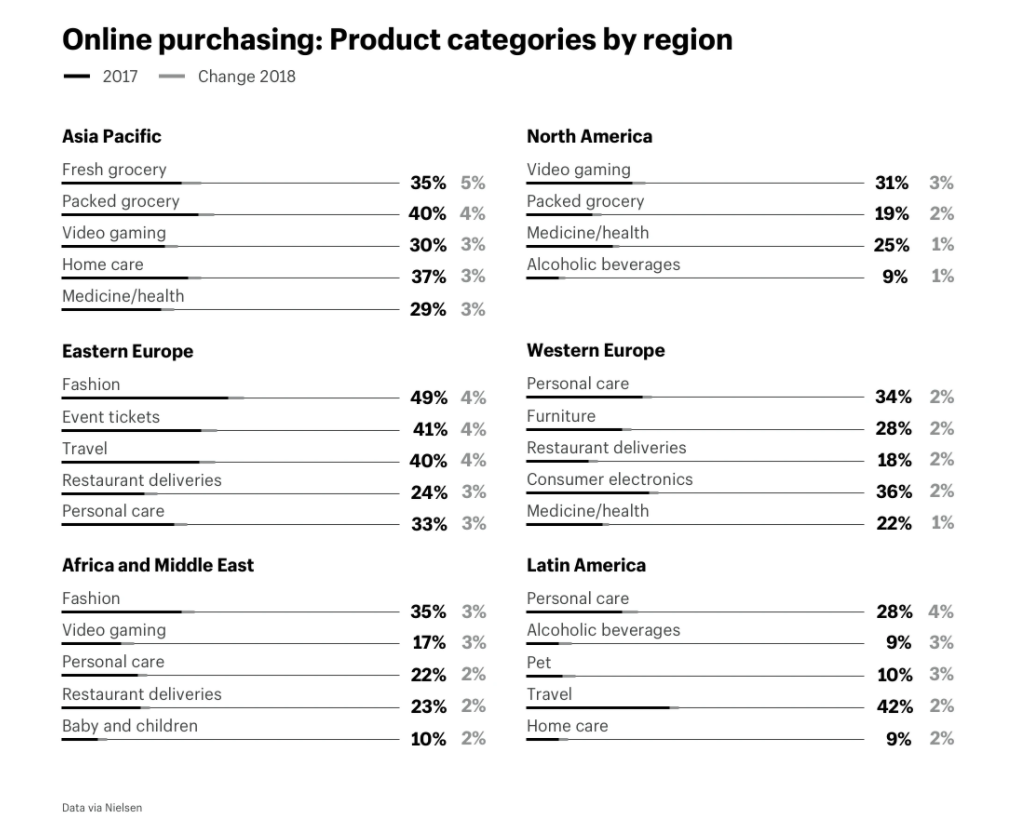 Online purchasing: Product categories by region
2017 Change 2018
Asia Pacific
Fresh grocery 35% 5%
Packed grocery 40% 4%
Video gaming 30% 3%
Home care 37% 3%
Medicine/health 29% 3%
North America
Video gaming 31% 3%
Packed grocery 19% 2%
Medicine/health 25% 1%
Alcoholic beverages 9% 1%
Eastern Europe
Fashion 49% 4%
Event tickets 41% 4%
Travel 40% 4%
Restaurant deliveries 24% 3%
Personal care 33% 3%
Western Europe
Personal care 34% 2%
Furniture 28% 2%
Restaurant deliveries 18% 2%
Consumer electronics 36% 2%
Medicine/health 22% 1%
Africa and Middle East
Fashion 35% 3%
Video gaming 17% 3%
Personal care 22% 2%
Restaurant deliveries 23% 2%
Baby and children 10% 2%
Latin America
Personal care 28% 4%
Alcoholic beverages 9% 3%
Pet 10% 3%
Travel 42% 2%
Home care 9% 2%
Data via Nielsen